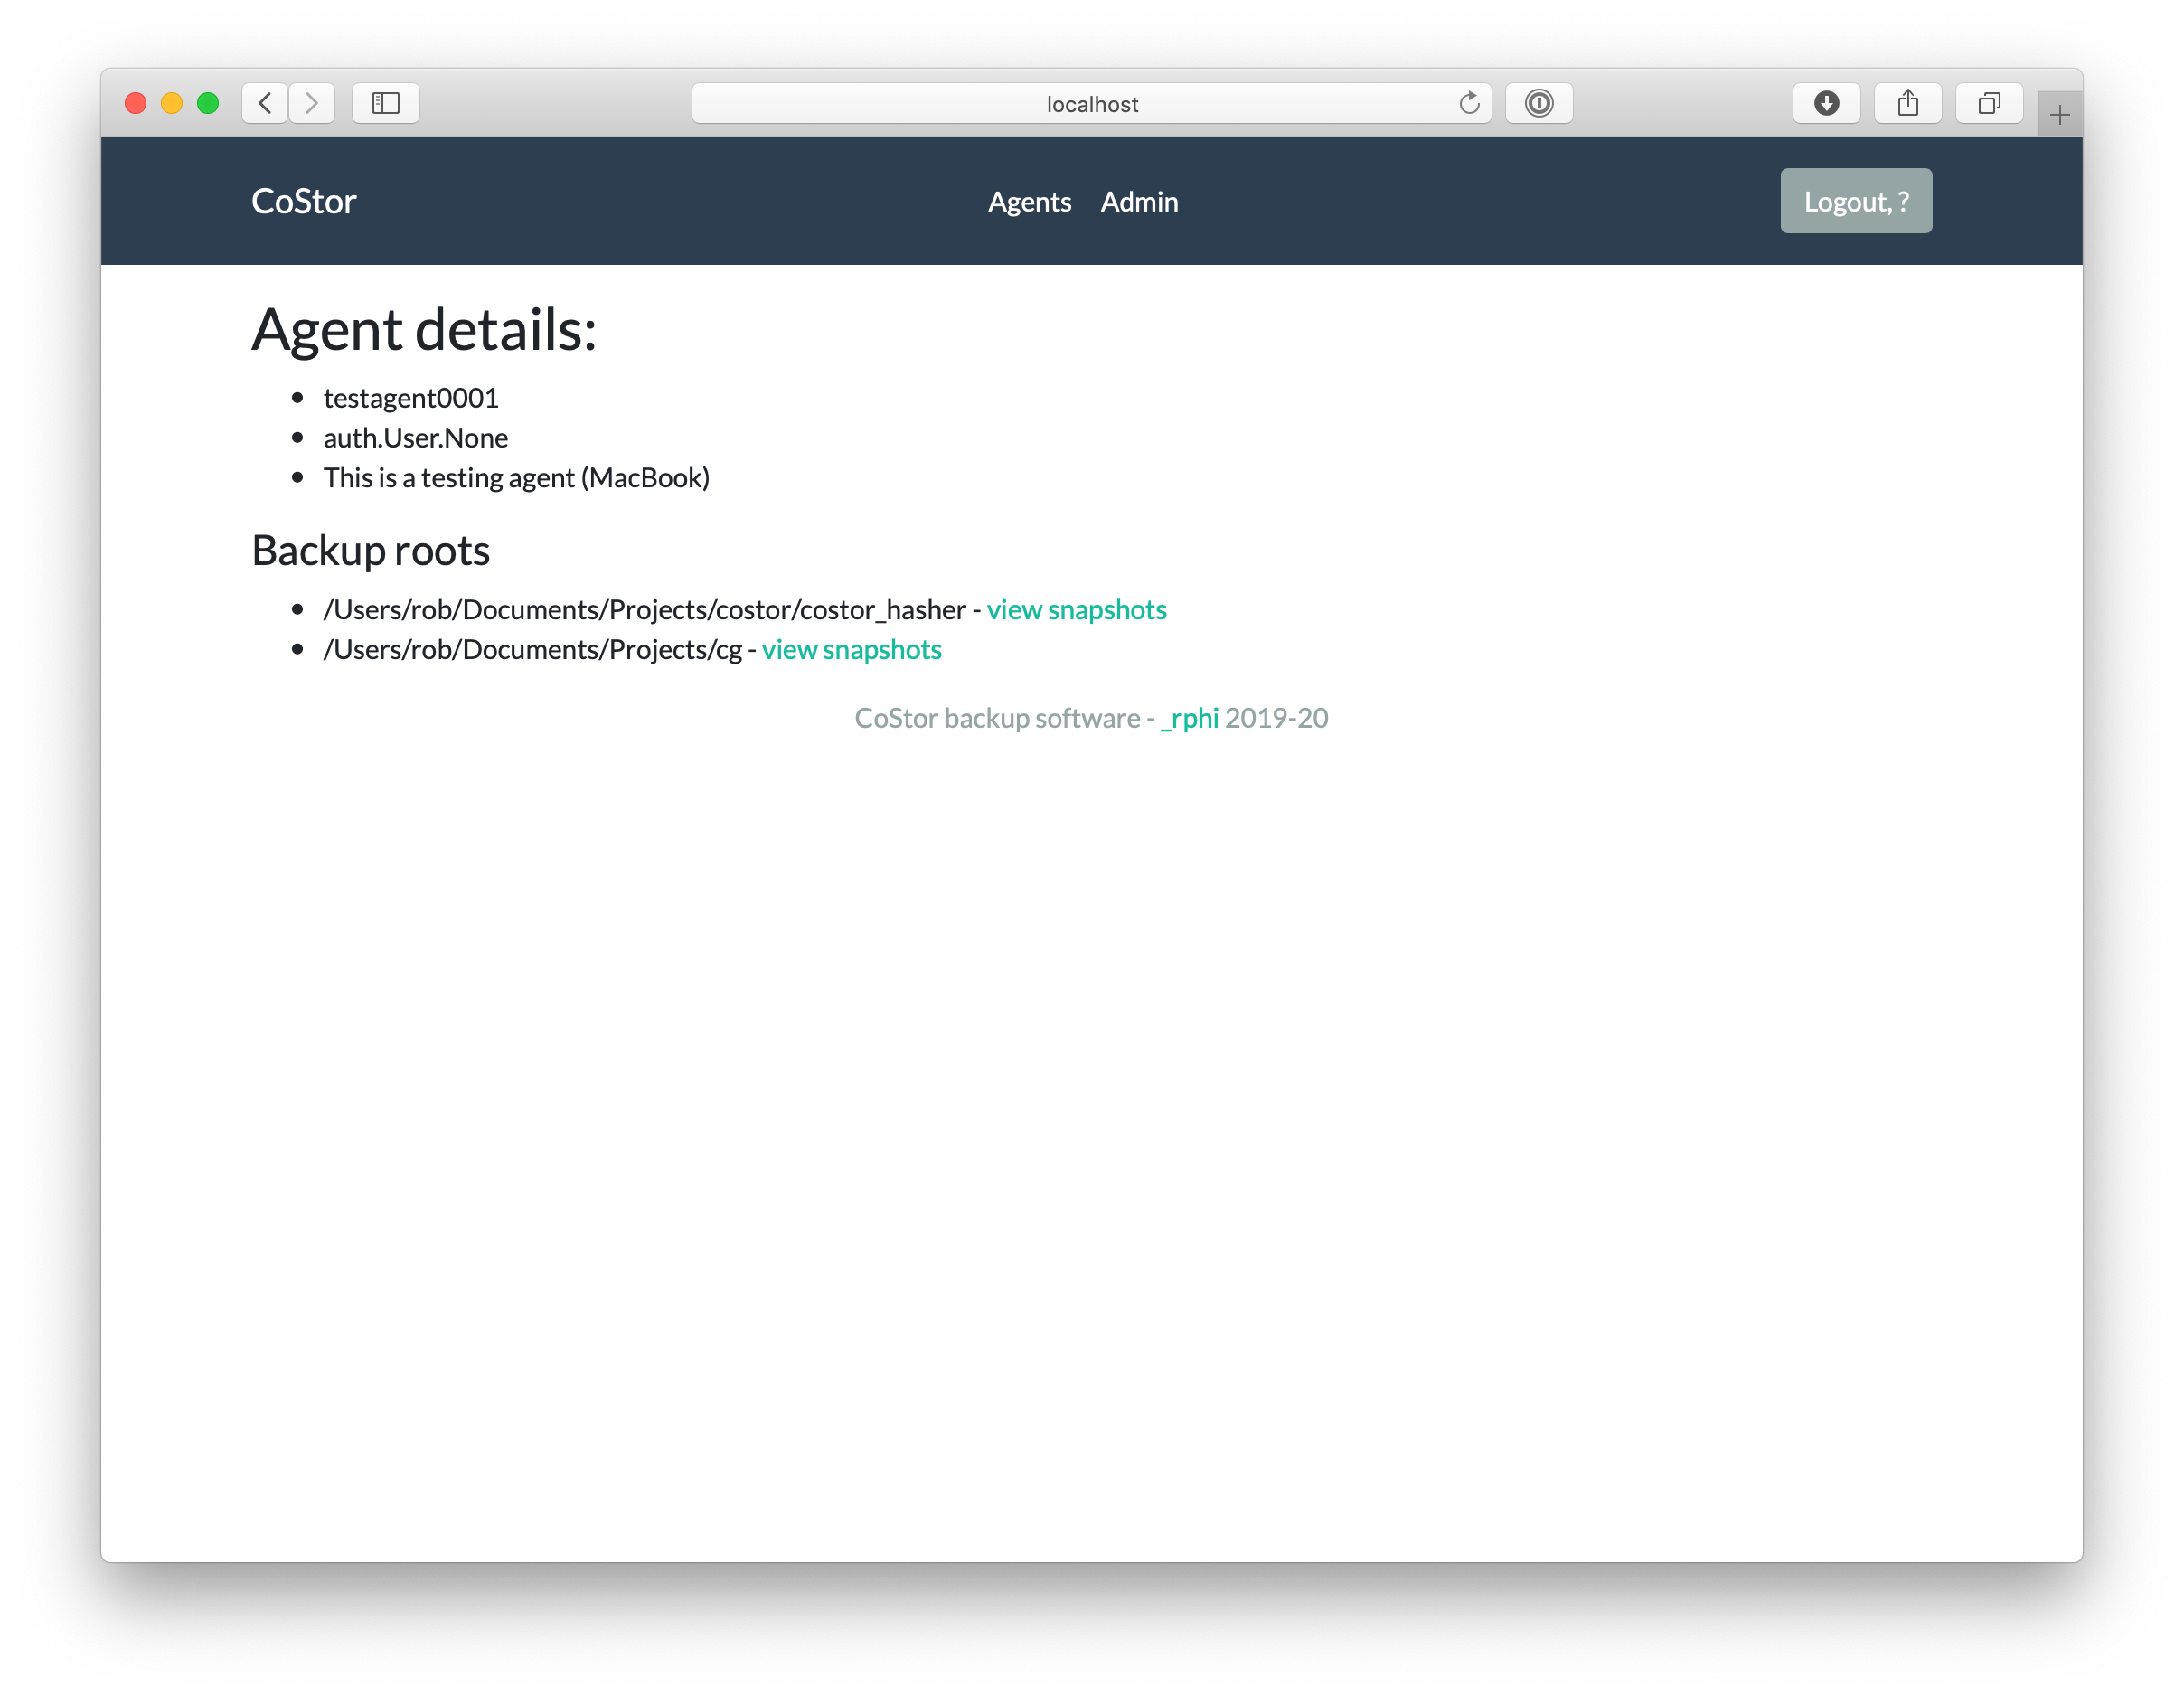 localhost
CoStor Agents Admin Logout, ?
Agent details:
testagent0001
auth.User.None
This is a testing agent (MacBook)
Backup roots
/Users/rob/Documents/Projects/costor/costor_hasher - view snapshots
/Users/rob/Documents/Projects/cg - view snapshots
CoStor backup software - _rphi 2019-20